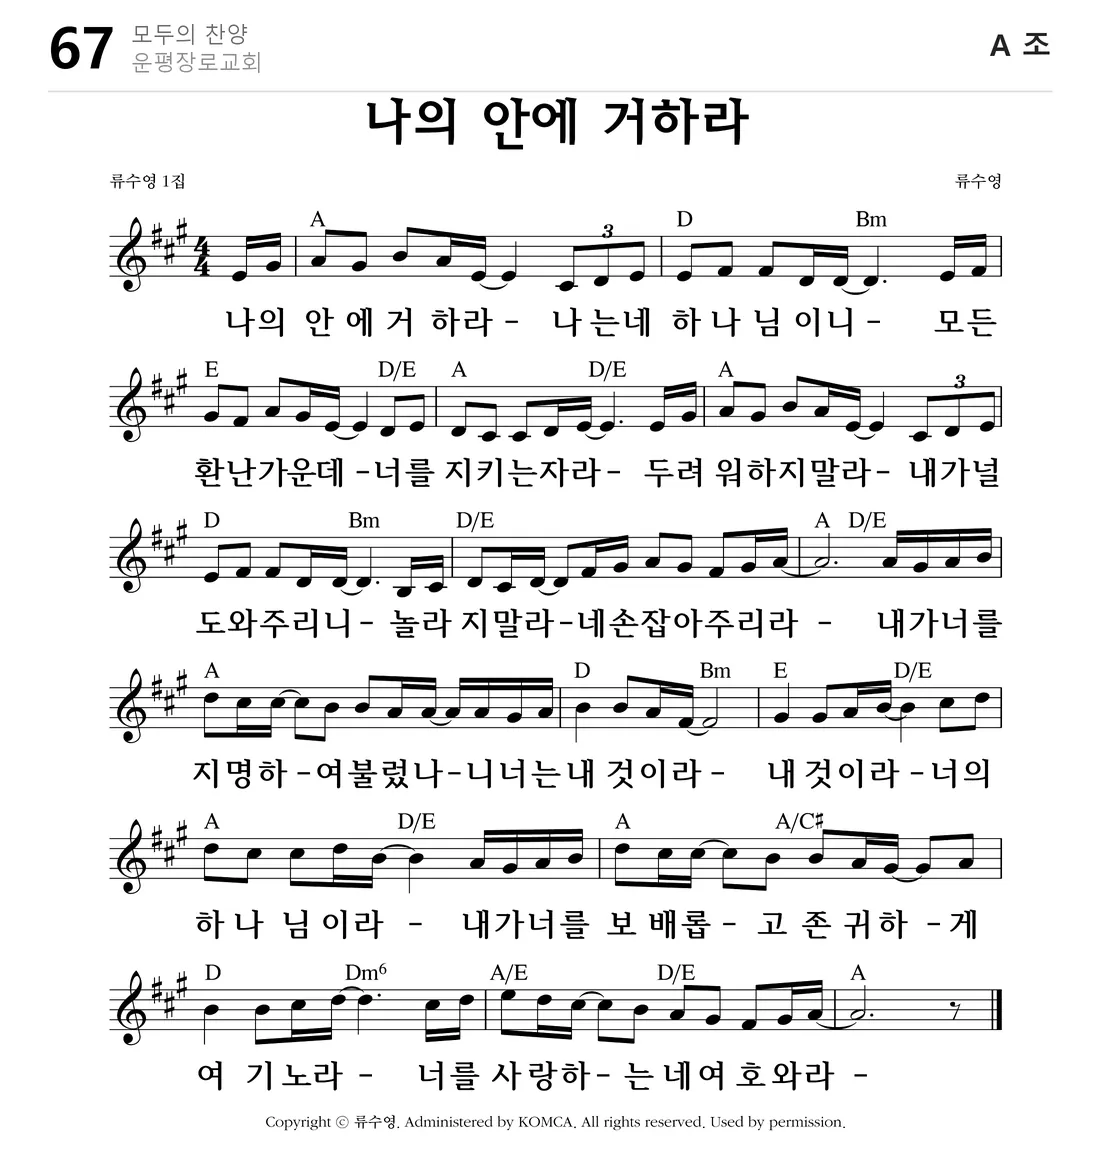 67 모두의 찬양
운평장로교회
A 조
나의 안에 거하라
류수영 1집 류수영
A 3 D Bm
나의 안 에 거 하라 - 나는네 하 나 님 이니 - 모든
E D/E A D/E A 3
환난가운데 -너를 지키는자라 - 두려 워하지말라 - 내가널
D Bm D/E A D/E
도와주리니 - 놀라 지말라 -네손잡아주리라 - 내가너를
A D Bm E D/E
지명하 -여불렀나 -니너는내 것이라 - 내것이라 -너의
A D/E A A/C♯
하 나 님 이라 - 내가너를 보 배롭 - 고 존 귀하 -게
D Dm6 A/E D/E A
여 기노라 - 너를 사랑하 - 는네여호와라 -
Copyright ⓒ 류수영. Administered by KOMCA. All rights reserved. Used by permission.